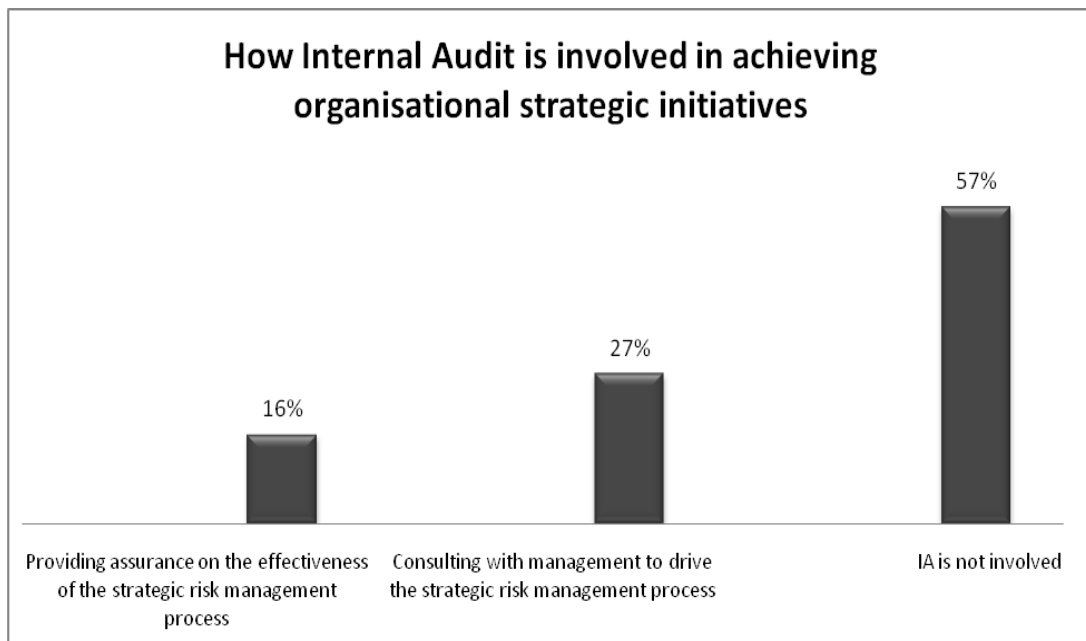 How Internal Audit is involved in achieving
organisational strategic initiatives
57%
27%
16%
Providing assurance on the effectiveness
of the strategic risk management
process
Consulting with management to drive
the strategic risk management process
IA is not involved